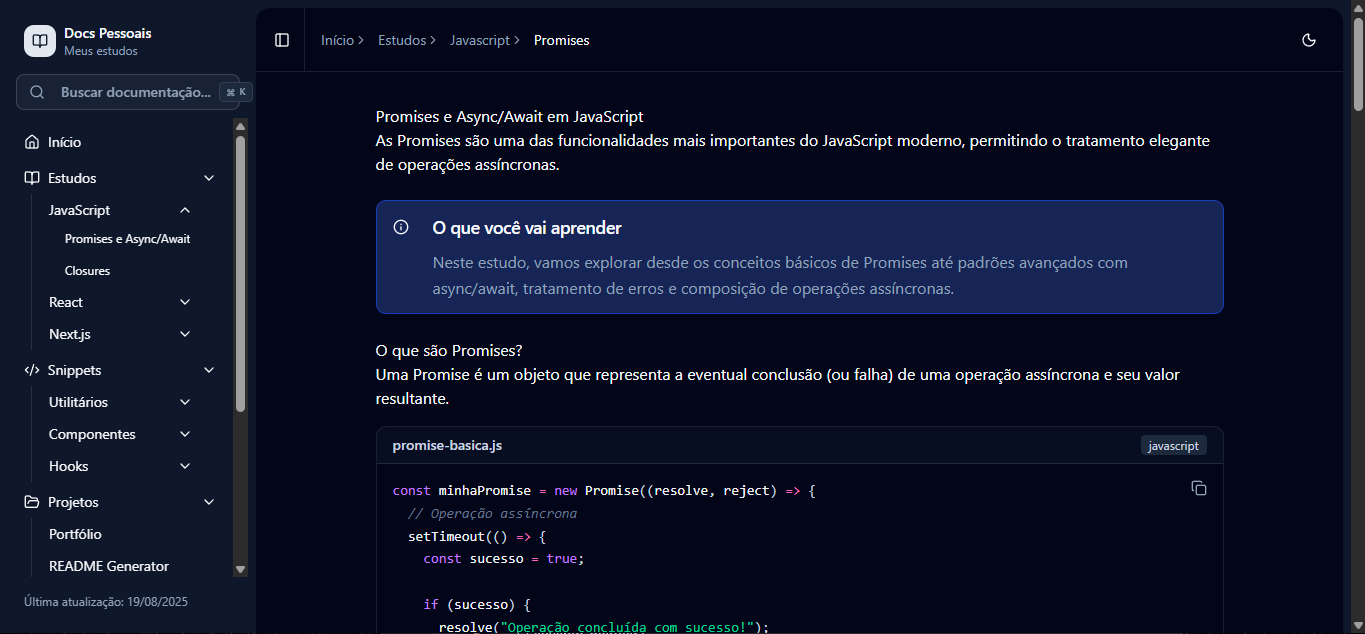 Docs Pessoais
Meus estudos
Buscar documentação...
⌘ K
Início
Estudos
JavaScript
Promises e Async/Await
Closures
React
Next.js
Snippets
Utilitários
Componentes
Hooks
Projetos
Portfólio
README Generator
Última atualização: 19/08/2025
Início > Estudos > Javascript > Promises
Promises e Async/Await em JavaScript
As Promises são uma das funcionalidades mais importantes do JavaScript moderno, permitindo o tratamento elegante
de operações assíncronas.
O que você vai aprender
Neste estudo, vamos explorar desde os conceitos básicos de Promises até padrões avançados com
async/await, tratamento de erros e composição de operações assíncronas.
O que são Promises?
Uma Promise é um objeto que representa a eventual conclusão (ou falha) de uma operação assíncrona e seu valor
resultante.
promise-basica.js
javascript
const minhaPromise = new Promise((resolve, reject) => {
// Operação assíncrona
setTimeout(() => {
const sucesso = true;
if (sucesso) {
resolve("Operação concluída com sucesso!");